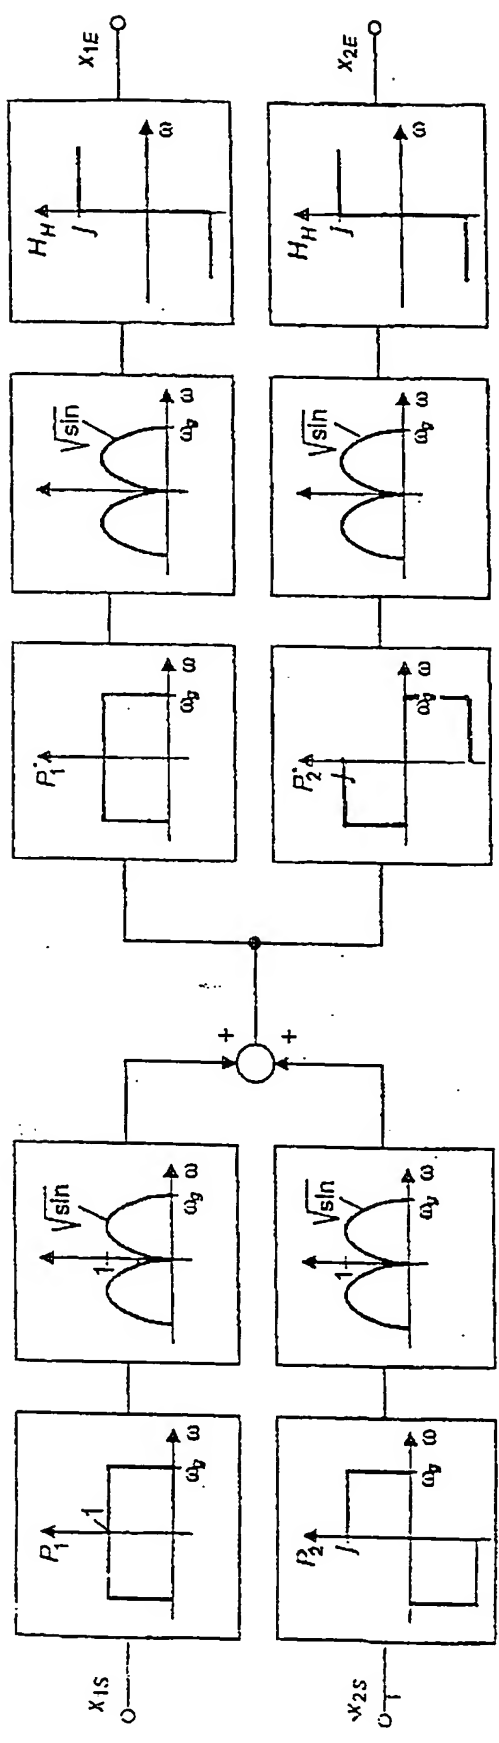 X1S
P1
1
ω
ωg
1
√sin
ω
ωg
+
P1*
ω
ωg
√sin
ω
ωg
HH
j
ω
X1E
X2S
P2
j
ω
ωg
1
√sin
ω
ωg
+
P2*
j
ω
ωg
√sin
ω
ωg
HH
j
ω
X2E